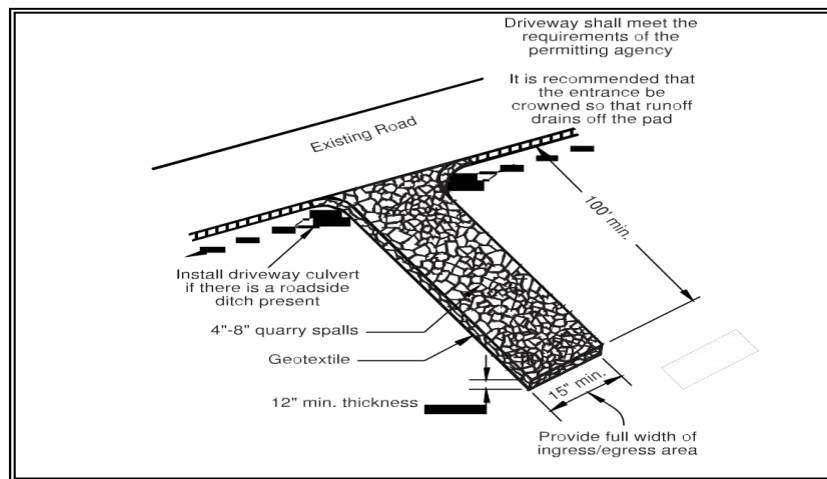 Driveway shall meet the
requirements of the
permitting agency
It is recommended that
the entrance be
crowned so that runoff
drains off the pad
Existing Road
100' min.
Install driveway culvert
if there is a roadside
ditch present
4"-8" quarry spalls
Geotextile
12" min. thickness
15" min.
Provide full width of
ingress/egress area